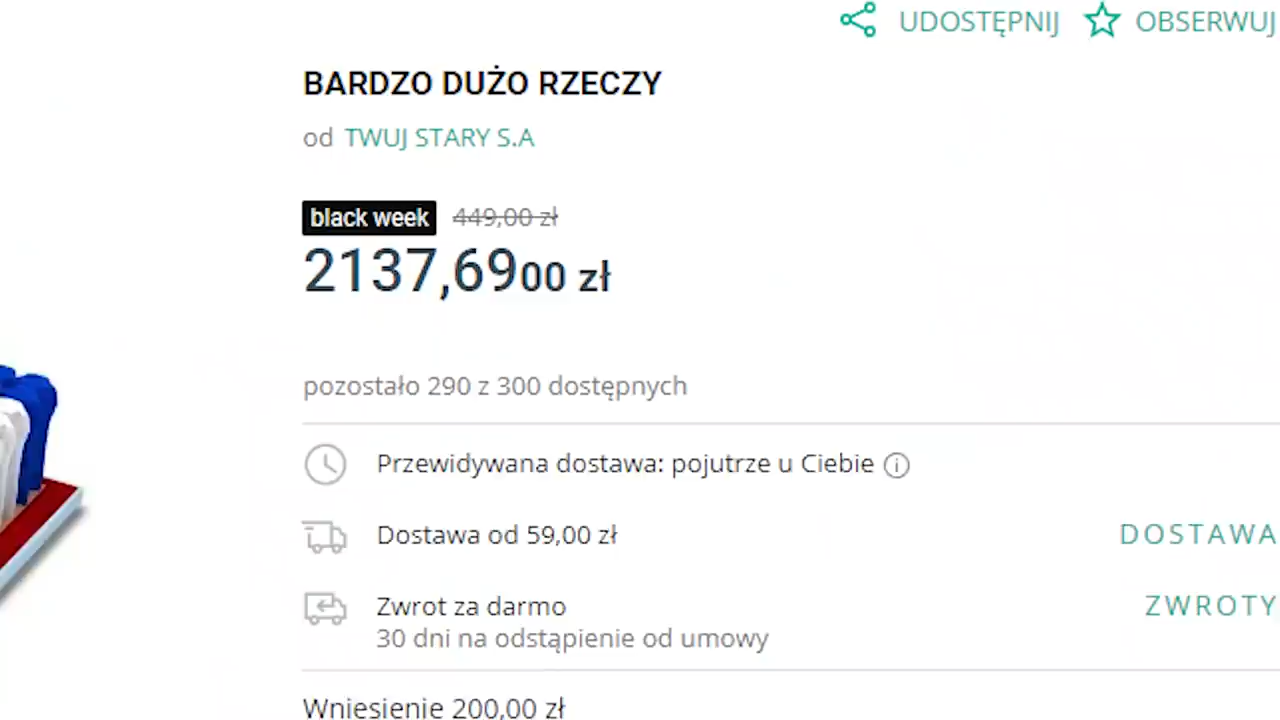 UDOSTĘPNIJ OBSERWUJ
BARDZO DUŻO RZECZY
od TWUJ STARY S.A
black week 449,00 zł
2137,6900 zł
pozostało 290 z 300 dostępnych
Przewidywana dostawa: pojutrze u Ciebie
Dostawa od 59,00 zł DOSTAWA
Zwrot za darmo ZWROTY
30 dni na odstąpienie od umowy
Wniesienie 200,00 zł